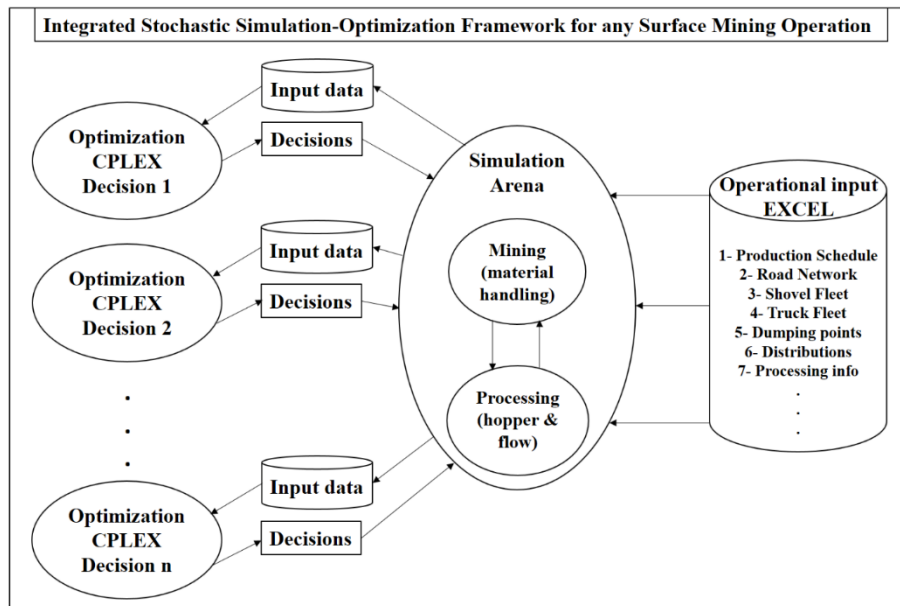 Integrated Stochastic Simulation-Optimization Framework for any Surface Mining Operation
Input data
Optimization
CPLEX
Decision 1
Decisions
Input data
Optimization
CPLEX
Decision 2
Decisions
.
.
.
Input data
Optimization
CPLEX
Decision n
Decisions
Simulation
Arena
Mining
(material
handling)
Processing
(hopper &
flow)
Operational input
EXCEL
1- Production Schedule
2- Road Network
3- Shovel Fleet
4- Truck Fleet
5- Dumping points
6- Distributions
7- Processing info
.
.
.